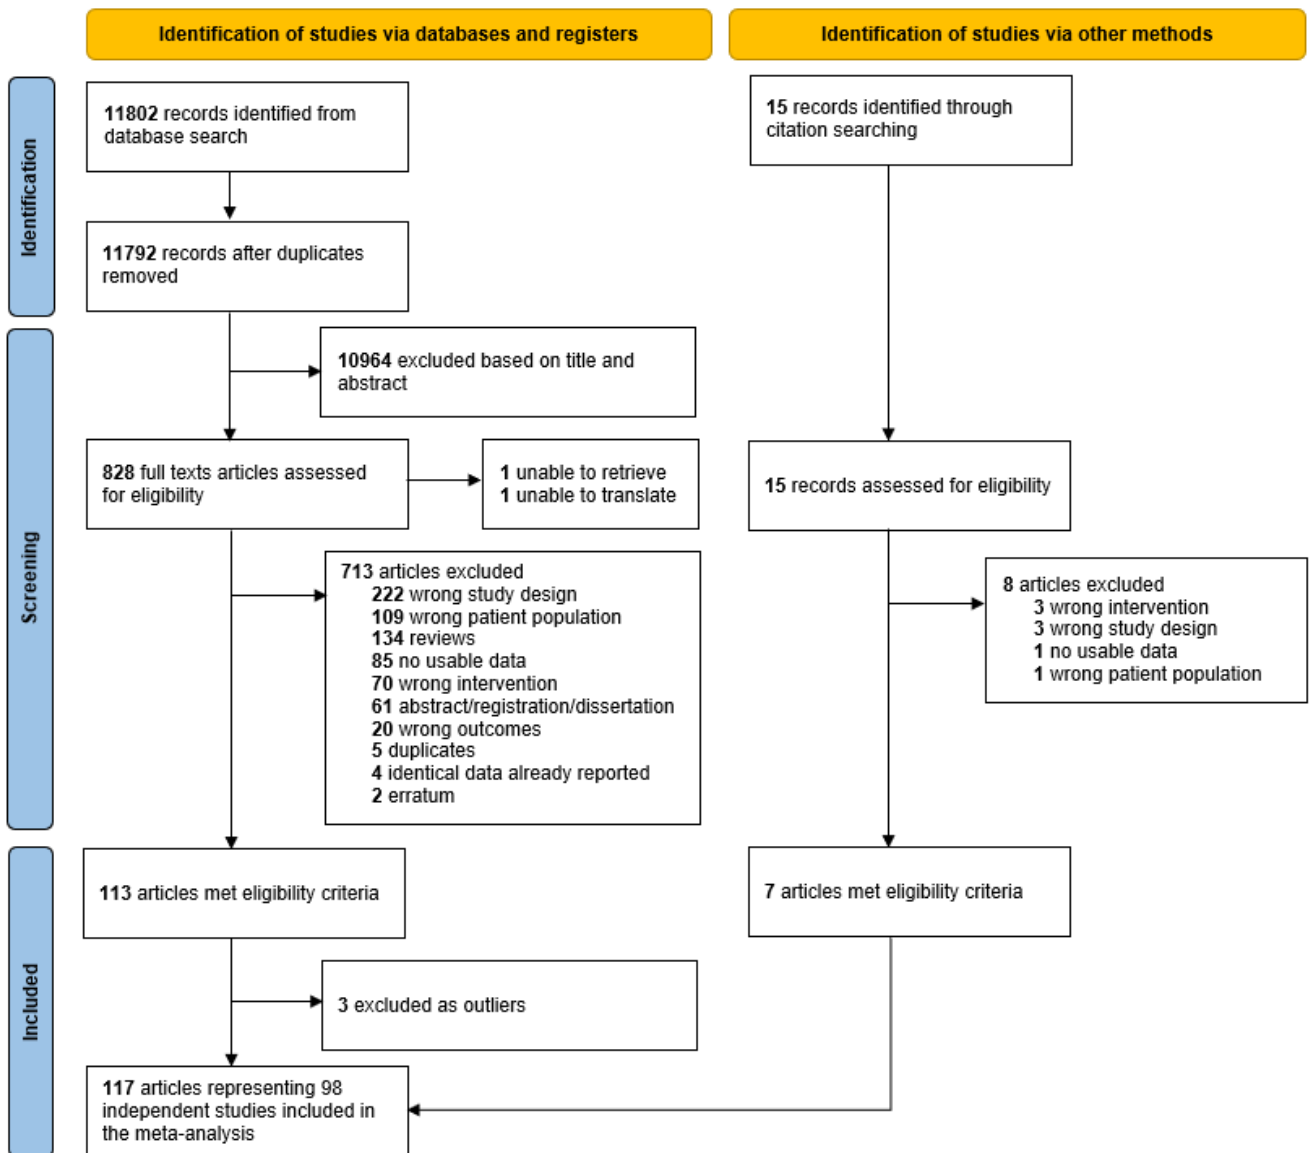 Identification of studies via databases and registers
Identification of studies via other methods
Identification
11802 records identified from
database search
15 records identified through
citation searching
11792 records after duplicates
removed
Screening
10964 excluded based on title and
abstract
828 full texts articles assessed
for eligibility
1 unable to retrieve
1 unable to translate
15 records assessed for eligibility
713 articles excluded
222 wrong study design
109 wrong patient population
134 reviews
85 no usable data
70 wrong intervention
61 abstract/registration/dissertation
20 wrong outcomes
5 duplicates
4 identical data already reported
2 erratum
8 articles excluded
3 wrong intervention
3 wrong study design
1 no usable data
1 wrong patient population
Included
113 articles met eligibility criteria
7 articles met eligibility criteria
3 excluded as outliers
117 articles representing 98
independent studies included in
the meta-analysis